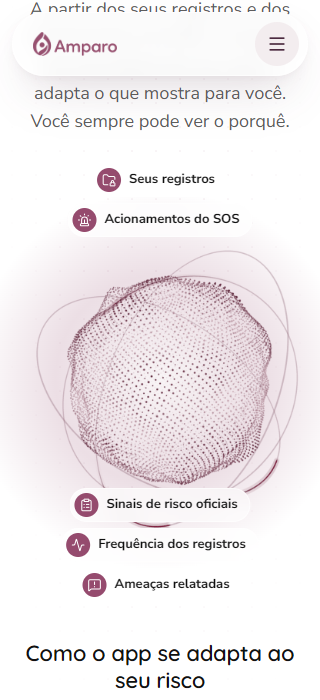 A partir dos seus registros e dos
Amparo
adapta o que mostra para você.
Você sempre pode ver o porquê.
Seus registros
Acionamentos do SOS
Sinais de risco oficiais
Frequência dos registros
Ameaças relatadas
Como o app se adapta ao
seu risco